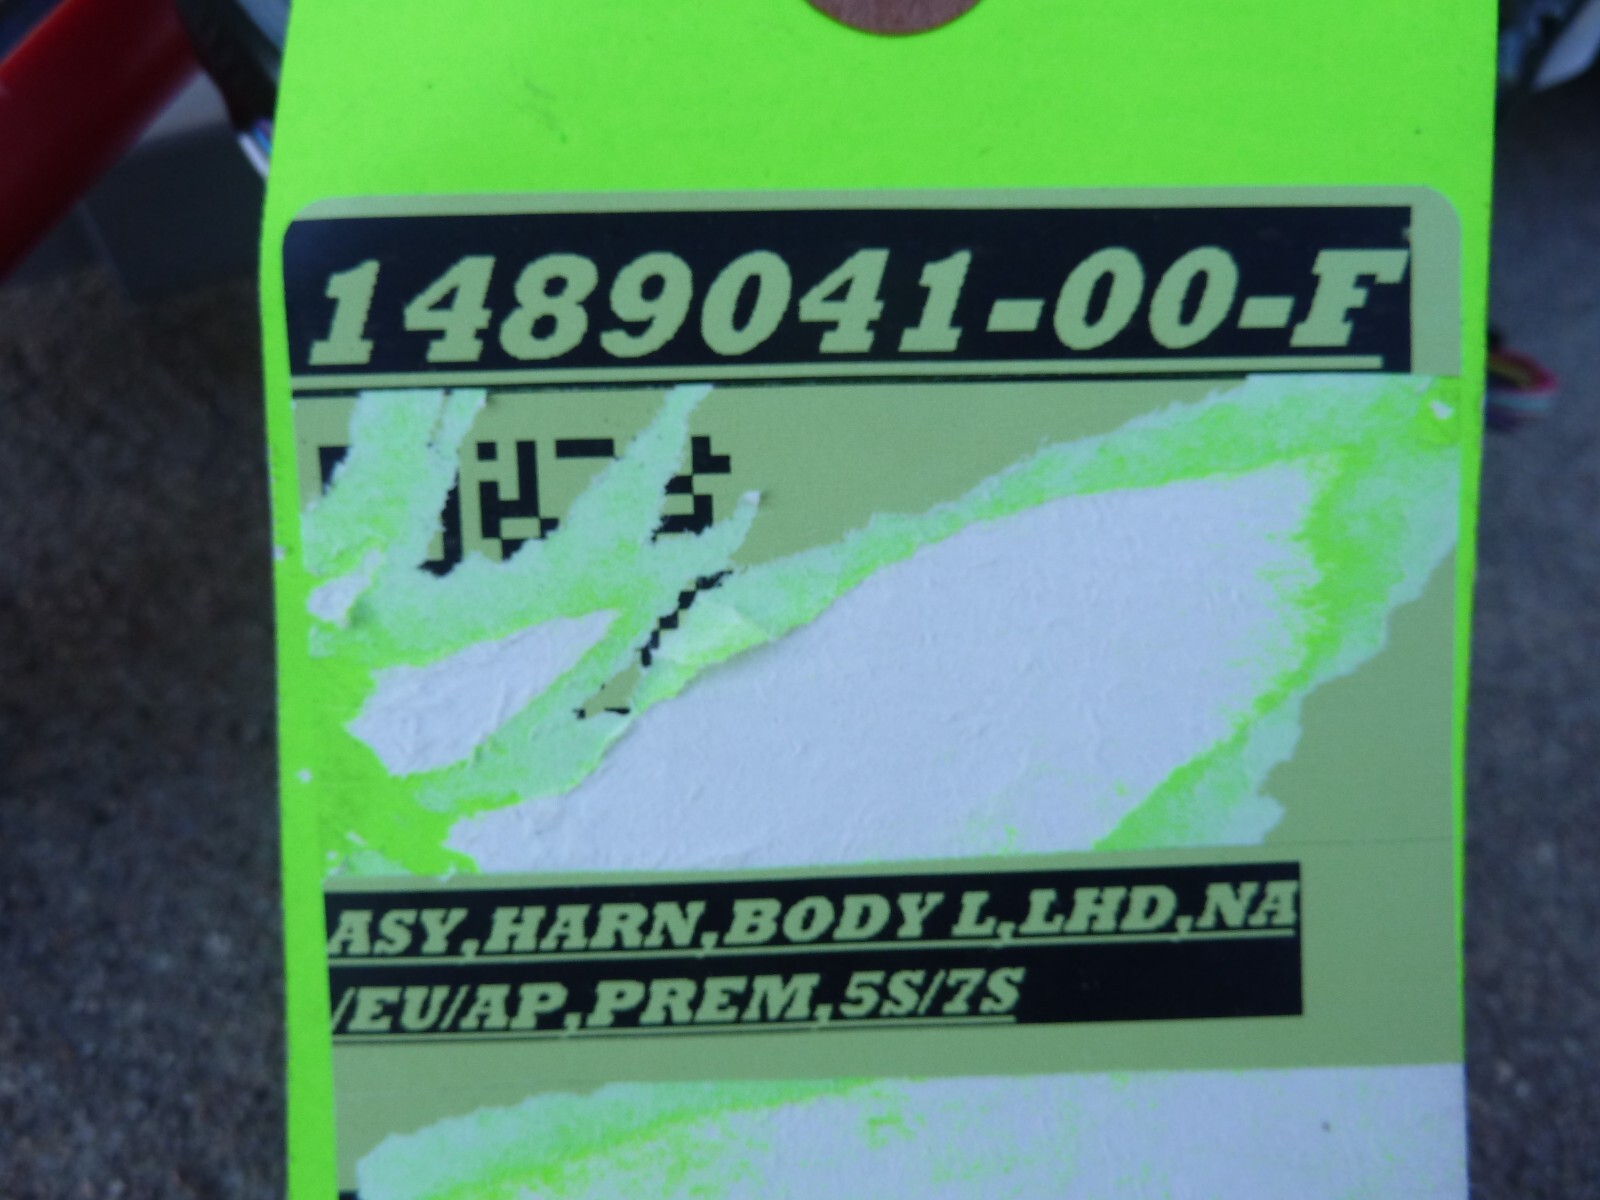 1489041-00-F
ASY,HARN,BODY L,LHD,NA
/EU/AP,PREM,5S/7S